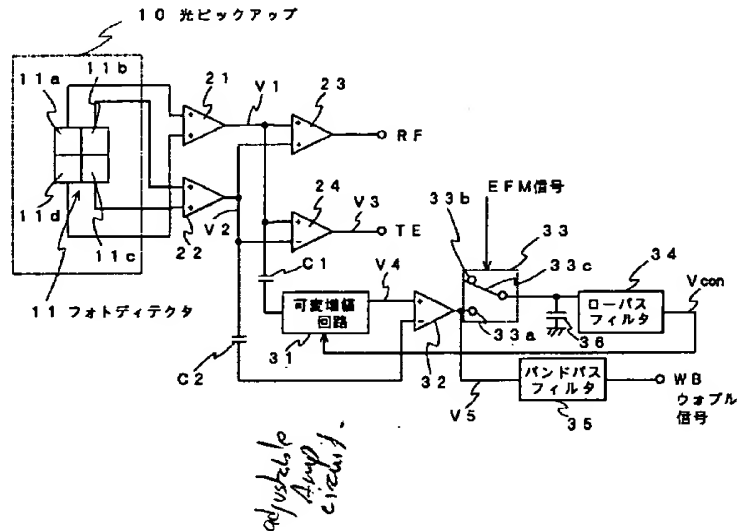 10 光ピックアップ
11a
11b
11d
11c
11 フォトディテクタ
21
22
V1
V2
23
RF
24
V3
TE
C1
C2
V4
可変増幅
回路
31
32
EFM信号
33b
33
33c
33a
34
Vcon
ローパス
フィルタ
36
バンドパス
フィルタ
35
V5
WB
ウォブル
信号
adjustable
Amp
circuit.